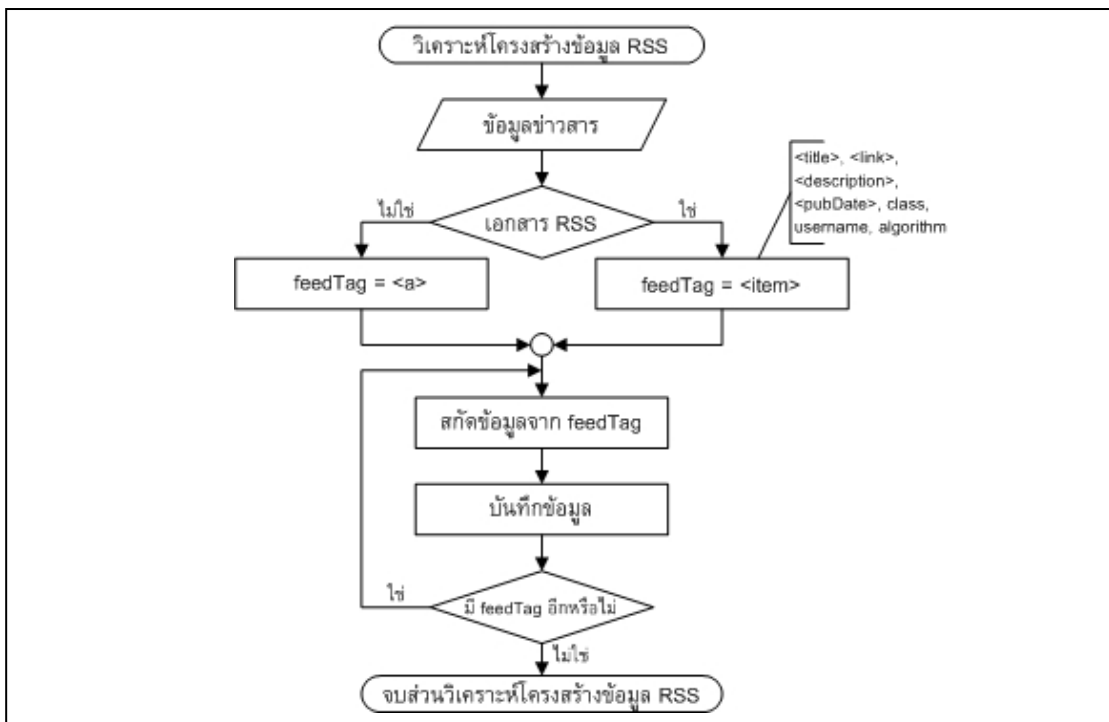 วิเคราะห์โครงสร้างข้อมูล RSS
ข้อมูลข่าวสาร
<title>, <link>,
<description>,
<pubDate>, class,
username, algorithm
ไม่ใช่
เอกสาร RSS
ใช่
feedTag = <a>
feedTag = <item>
สกัดข้อมูลจาก feedTag
บันทึกข้อมูล
ใช่
มี feedTag อีกหรือไม่
ไม่ใช่
จบส่วนวิเคราะห์โครงสร้างข้อมูล RSS